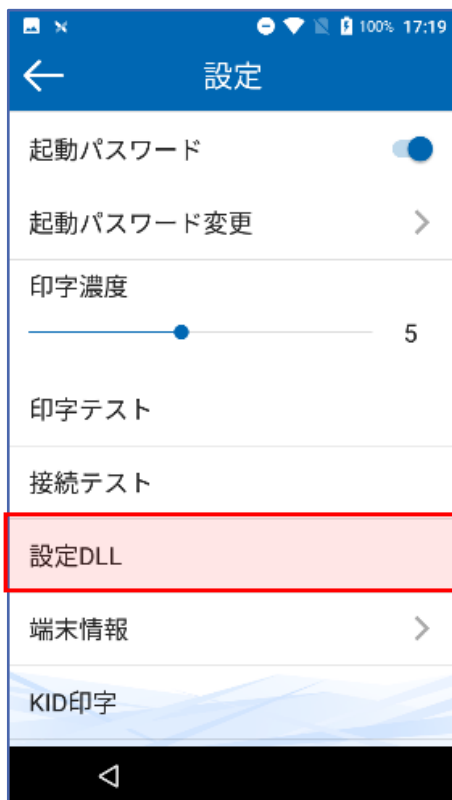 100% 17:19
設定
起動パスワード
起動パスワード変更
印字濃度
5
印字テスト
接続テスト
設定DLL
端末情報
KID印字